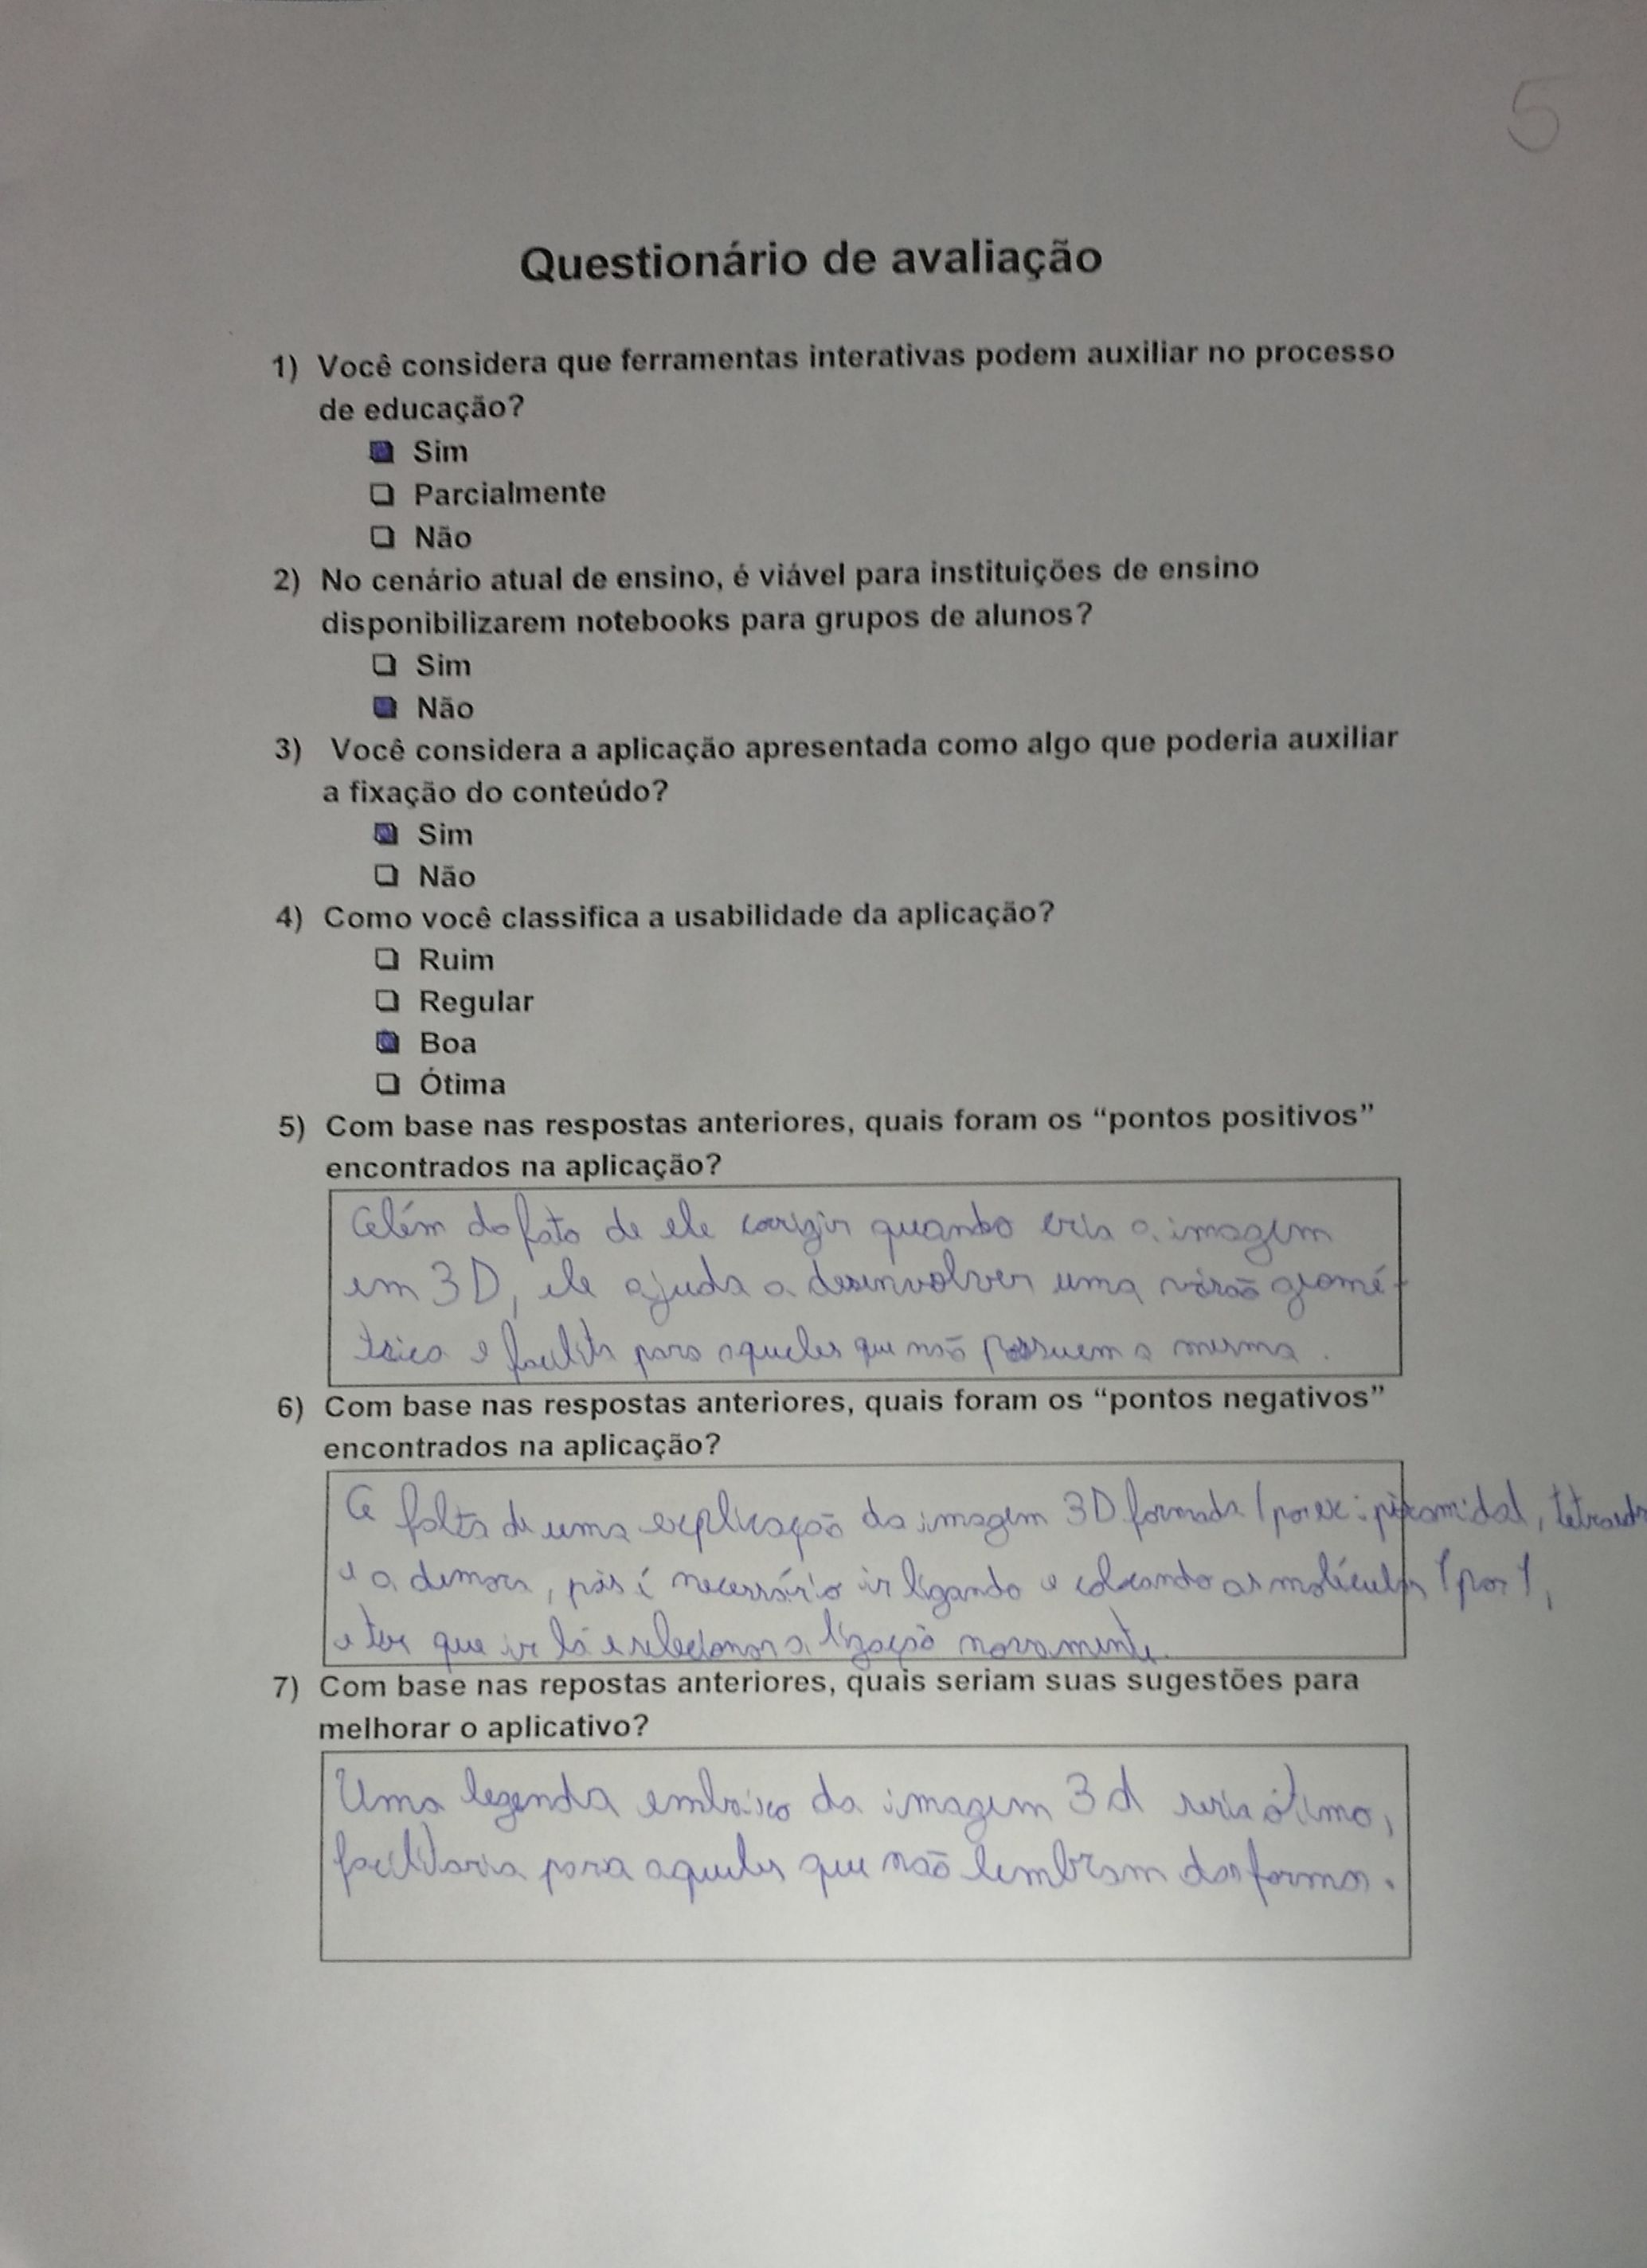 5
Questionário de avaliação
1) Você considera que ferramentas interativas podem auxiliar no processo
de educação?
Sim
Parcialmente
Não
2) No cenário atual de ensino, é viável para instituições de ensino
disponibilizarem notebooks para grupos de alunos?
Sim
Não
3) Você considera a aplicação apresentada como algo que poderia auxiliar
a fixação do conteúdo?
Sim
Não
4) Como você classifica a usabilidade da aplicação?
Ruim
Regular
Boa
Ótima
5) Com base nas respostas anteriores, quais foram os “pontos positivos”
encontrados na aplicação?
Além do fato de ele corrigir quando cria a imagem
em 3D, ele ajuda a desenvolver uma visão geomé-
trica e facilita para aqueles que não possuem a mesma.
6) Com base nas respostas anteriores, quais foram os “pontos negativos”
encontrados na aplicação?
A falta de uma explicação da imagem 3D formada (por ex: piramidal,
e a demora, pois é necessário ir ligando e colocando as moléculas 1 por 1,
e ter que ir lá e selecionar a ligação novamente.
7) Com base nas repostas anteriores, quais seriam suas sugestões para
melhorar o aplicativo?
Uma legenda embaixo da imagem 3d seria ótimo,
facilitaria para aqueles que não lembram das formas.